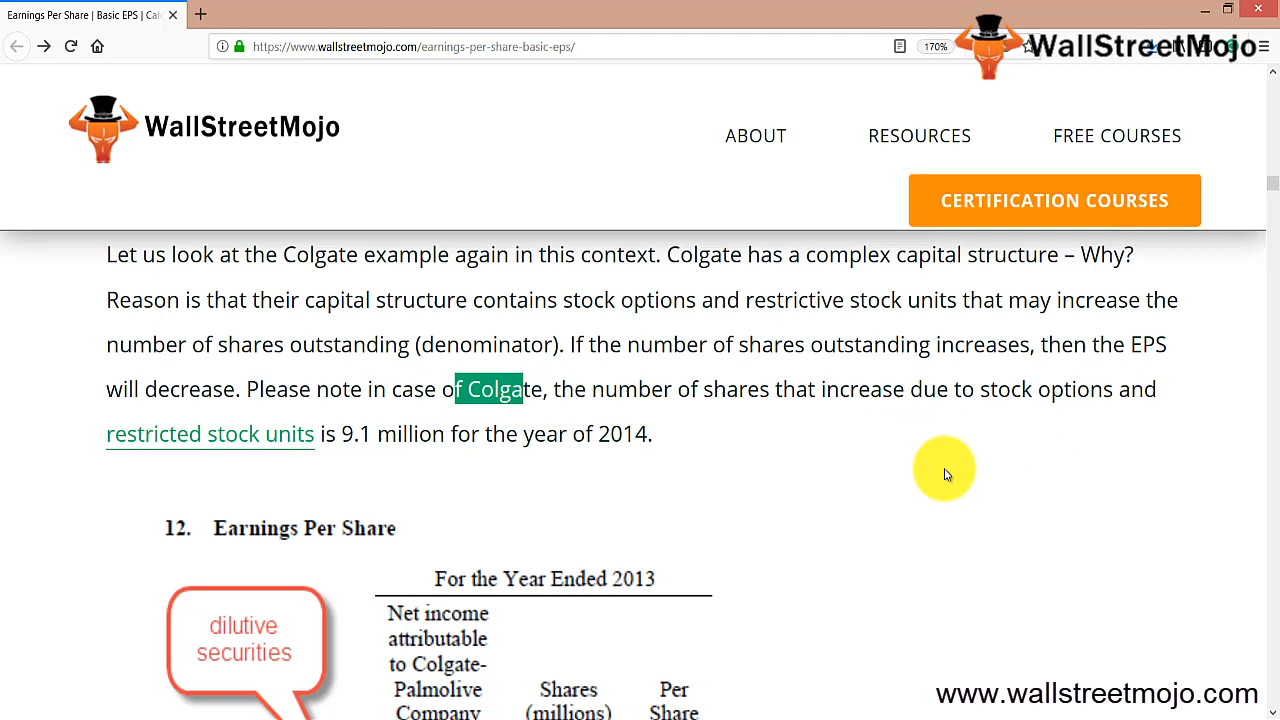 Earnings Per Share | Basic EPS | Cal
https://www.wallstreetmojo.com/earnings-per-share-basic-eps/
170%
WallStreetMojo
WallStreetMojo
ABOUT
RESOURCES
FREE COURSES
CERTIFICATION COURSES
Let us look at the Colgate example again in this context. Colgate has a complex capital structure – Why?
Reason is that their capital structure contains stock options and restrictive stock units that may increase the
number of shares outstanding (denominator). If the number of shares outstanding increases, then the EPS
will decrease. Please note in case of Colgate, the number of shares that increase due to stock options and
restricted stock units is 9.1 million for the year of 2014.
12. Earnings Per Share
For the Year Ended 2013
dilutive
securities
Net income
attributable
to Colgate-
Palmolive
Company
Shares
(millions)
Per
Share
www.wallstreetmojo.com